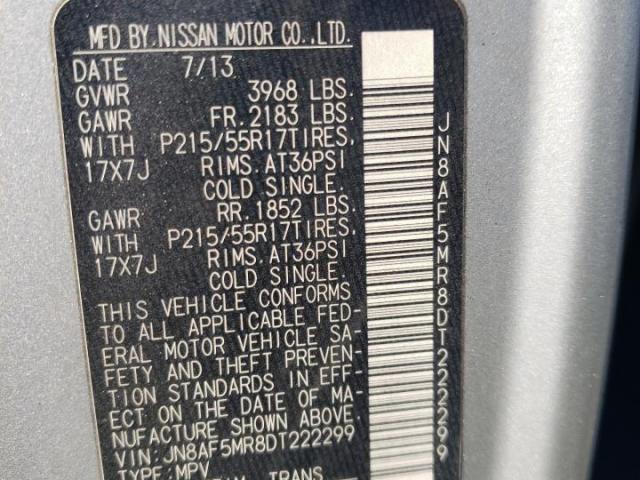 MFD BY NISSAN MOTOR CO., LTD.
DATE 7/13
GVWR 3968 LBS.
GAWR FR. 2183 LBS.
WITH P215/55R17TIRES,
17X7J RIMS. AT36PSI
COLD SINGLE.
GAWR RR. 1852 LBS.
WITH P215/55R17TIRES,
17X7J RIMS. AT36PSI
COLD SINGLE.
THIS VEHICLE CONFORMS
TO ALL APPLICABLE FED-
ERAL MOTOR VEHICLE SA-
FETY AND THEFT PREVEN-
TION STANDARDS IN EFF-
ECT ON THE DATE OF MA-
NUFACTURE SHOWN ABOVE.
VIN: JN8AF5MR8DT222299
TYPE: MPV
TRIM TRANS
JN8AF5MR8DT222299